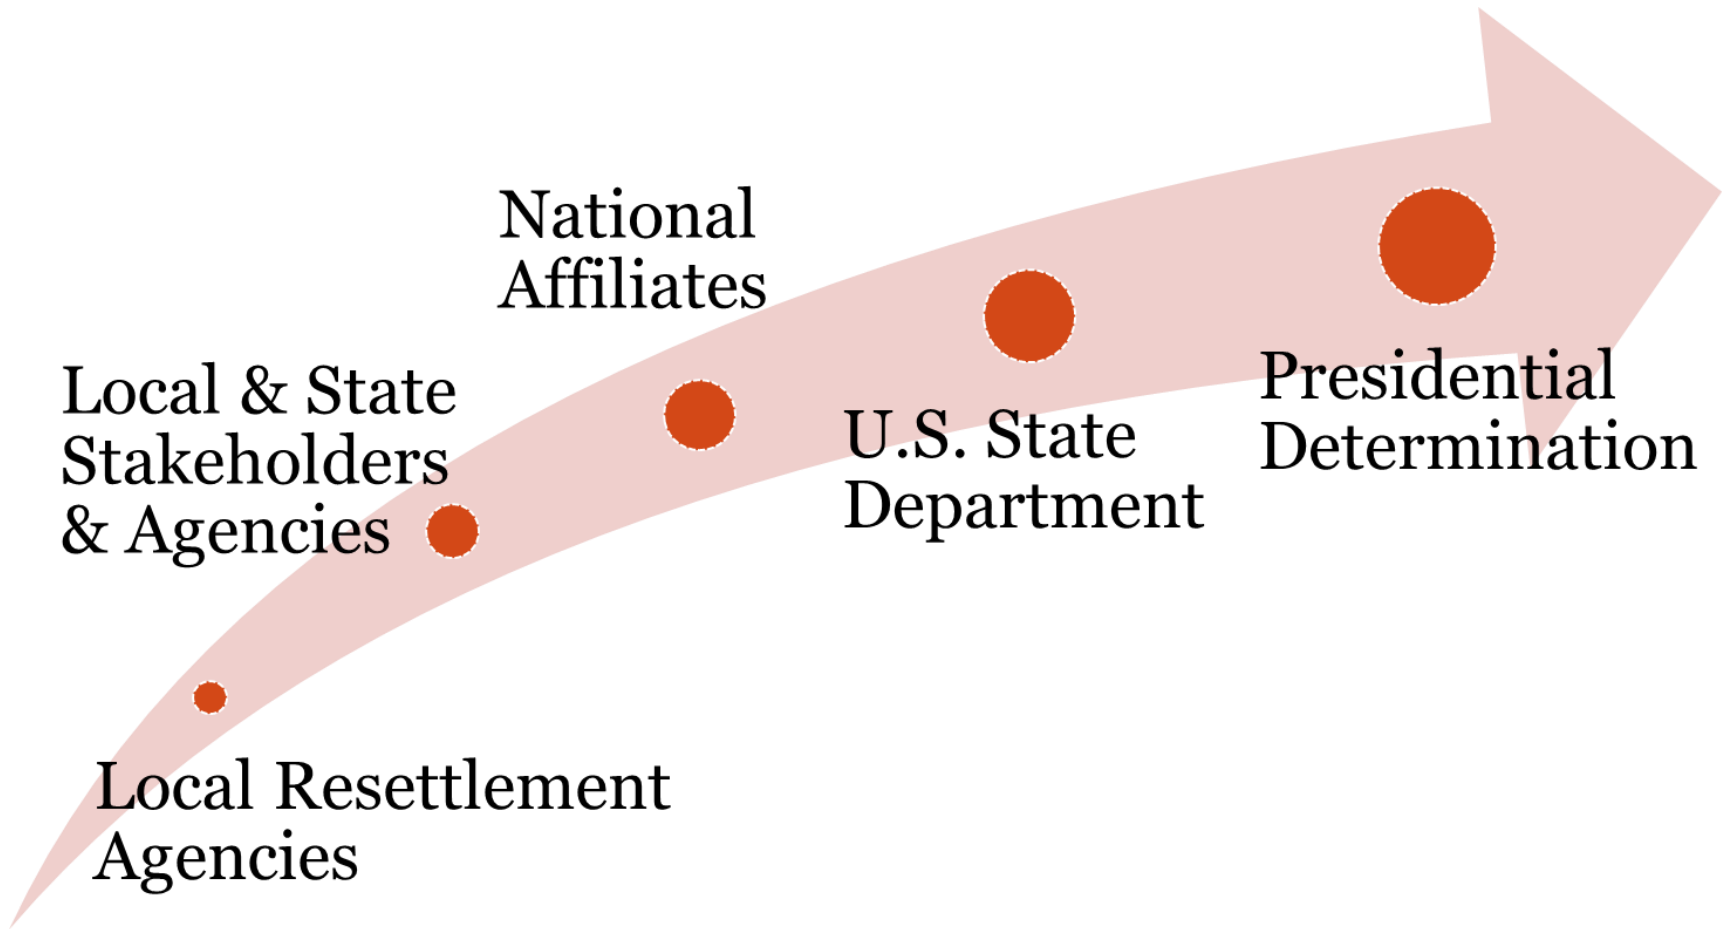 National
Affiliates
Local & State
Stakeholders
& Agencies
U.S. State
Department
Presidential
Determination
Local Resettlement
Agencies